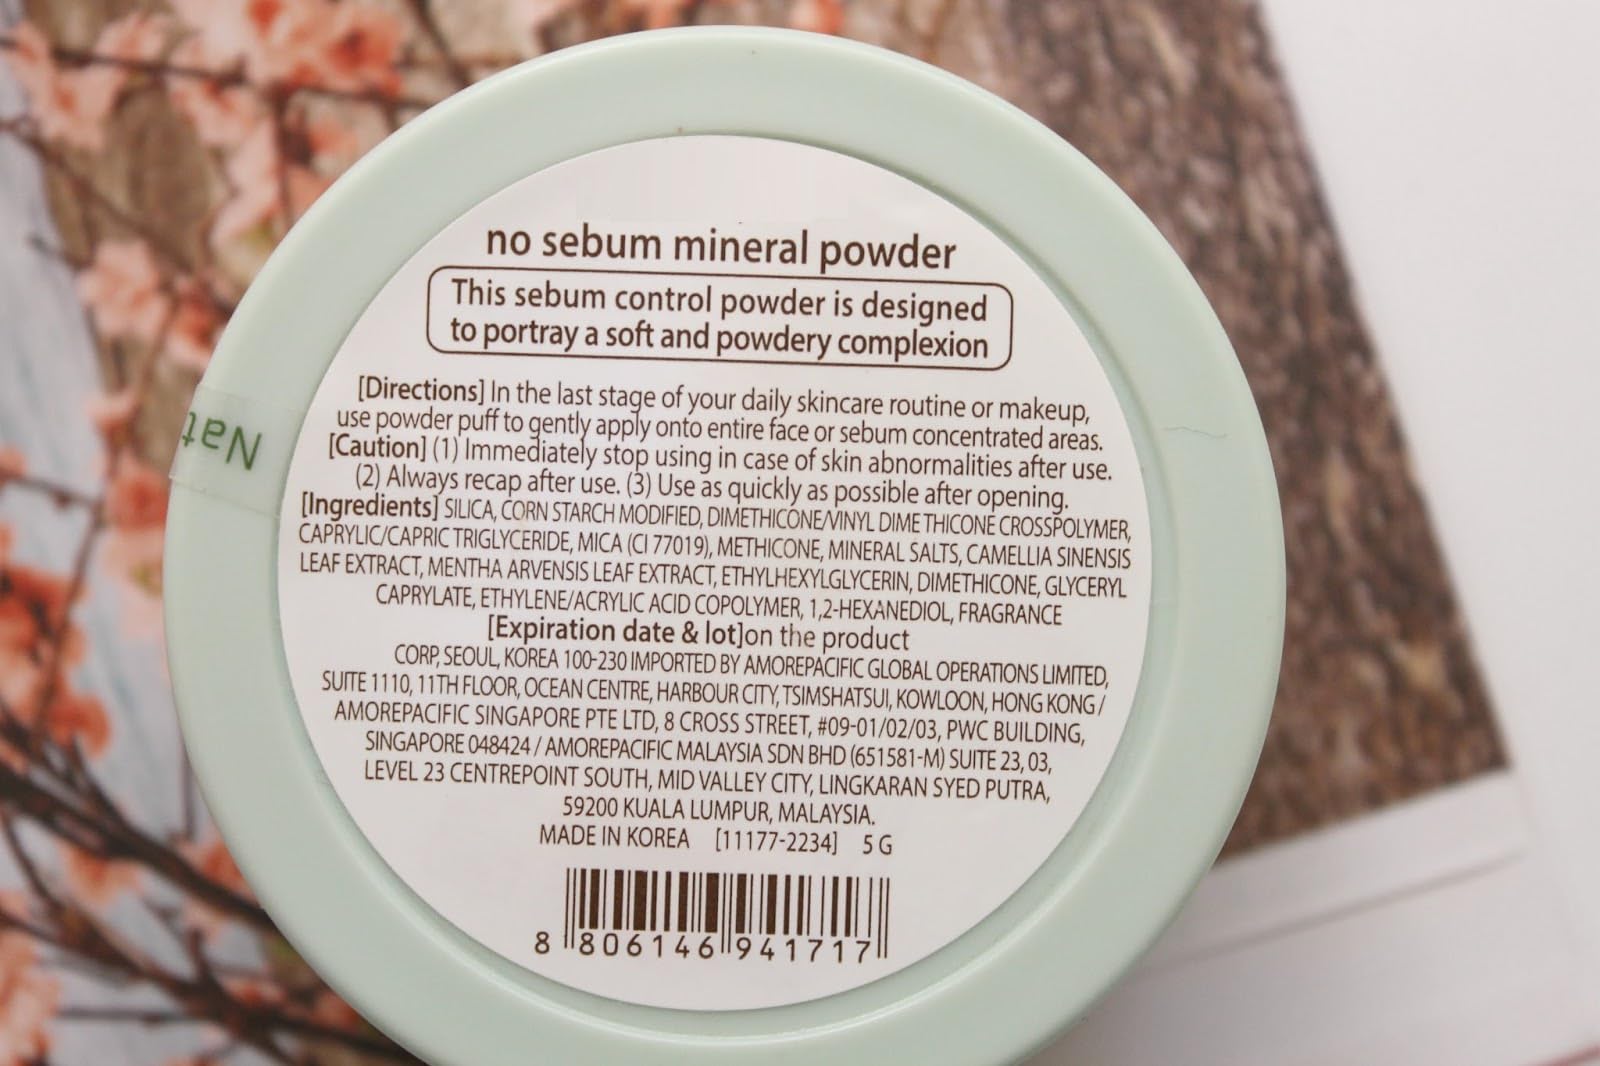 no sebum mineral powder
This sebum control powder is designed
to portray a soft and powdery complexion
[Directions] In the last stage of your daily skincare routine or makeup,
use powder puff to gently apply onto entire face or sebum concentrated areas.
[Caution] (1) Immediately stop using in case of skin abnormalities after use.
(2) Always recap after use. (3) Use as quickly as possible after opening.
[Ingredients] SILICA, CORN STARCH MODIFIED, DIMETHICONE/VINYL DIME THICONE CROSSPOLYMER,
CAPRYLIC/CAPRIC TRIGLYCERIDE, MICA (CI 77019), METHICONE, MINERAL SALTS, CAMELLIA SINENSIS
LEAF EXTRACT, MENTHA ARVENSIS LEAF EXTRACT, ETHYLHEXYLGLYCERIN, DIMETHICONE, GLYCERYL
CAPRYLATE, ETHYLENE/ACRYLIC ACID COPOLYMER, 1,2-HEXANEDIOL, FRAGRANCE
[Expiration date & lot]on the product
CORP, SEOUL, KOREA 100-230 IMPORTED BY AMOREPACIFIC GLOBAL OPERATIONS LIMITED,
SUITE 1110, 11TH FLOOR, OCEAN CENTRE, HARBOUR CITY, TSIMSHATSUI, KOWLOON, HONG KONG /
AMOREPACIFIC SINGAPORE PTE LTD, 8 CROSS STREET, #09-01/02/03, PWC BUILDING,
SINGAPORE 048424 / AMOREPACIFIC MALAYSIA SDN BHD (651581-M) SUITE 23, 03,
LEVEL 23 CENTREPOINT SOUTH, MID VALLEY CITY, LINGKARAN SYED PUTRA,
59200 KUALA LUMPUR, MALAYSIA.
MADE IN KOREA [11177-2234] 5 G
8 806146 941717
Nat